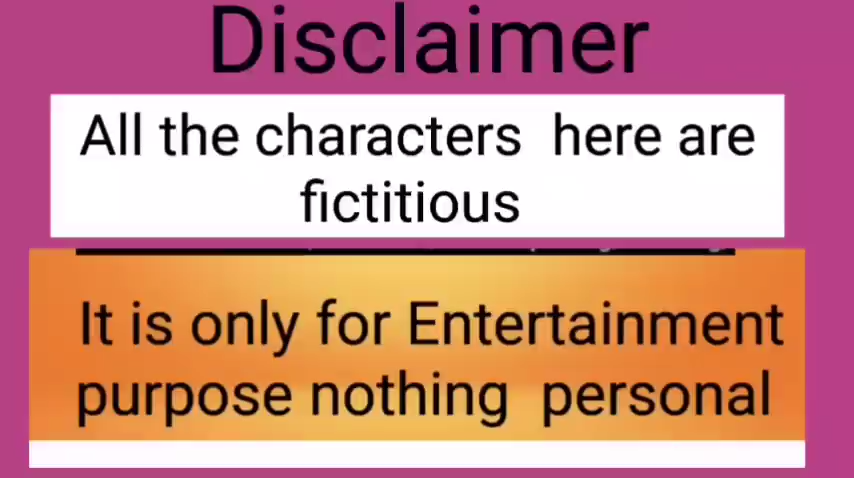 Disclaimer
All the characters here are
fictitious
It is only for Entertainment
purpose nothing personal